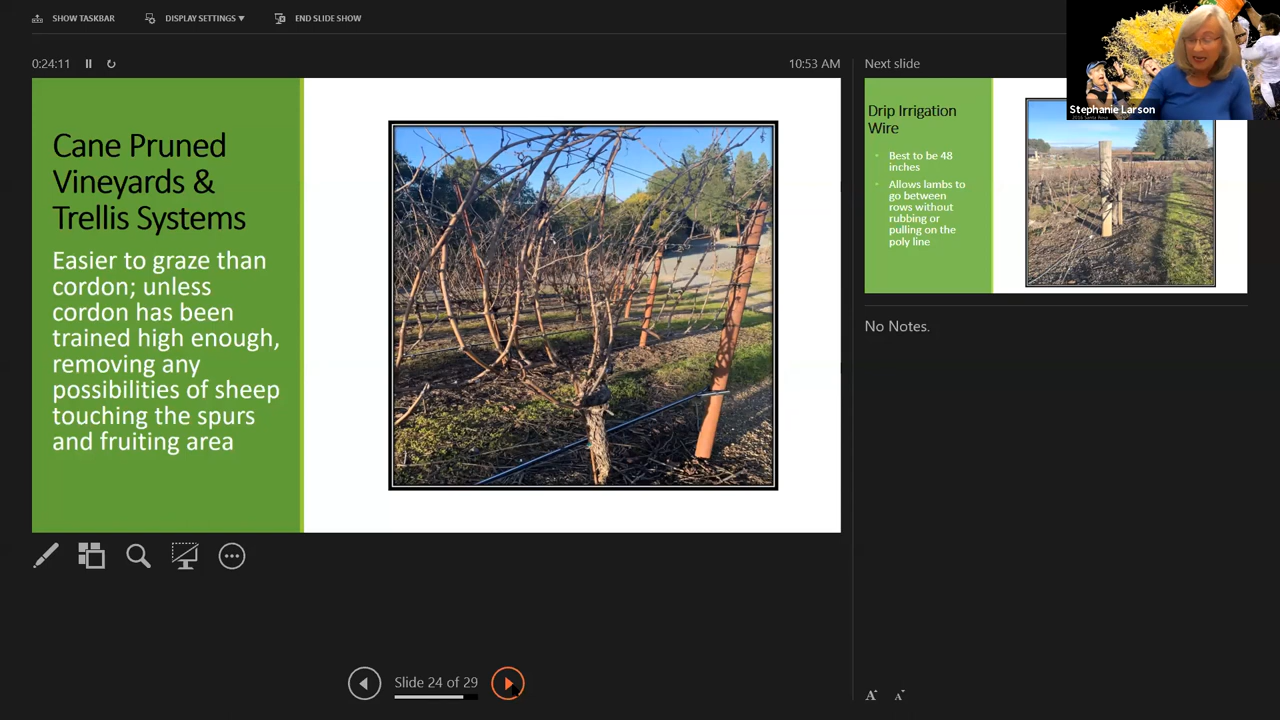 SHOW TASKBAR
DISPLAY SETTINGS
END SLIDE SHOW
0:24:11
10:53 AM
Cane Pruned
Vineyards &
Trellis Systems
Easier to graze than
cordon; unless
cordon has been
trained high enough,
removing any
possibilities of sheep
touching the spurs
and fruiting area
Slide 24 of 29
Next slide
Drip Irrigation
Wire
Best to be 48
inches
Allows lambs to
go between
rows without
rubbing or
pulling on the
poly line
No Notes.
A A
Stephanie Larson